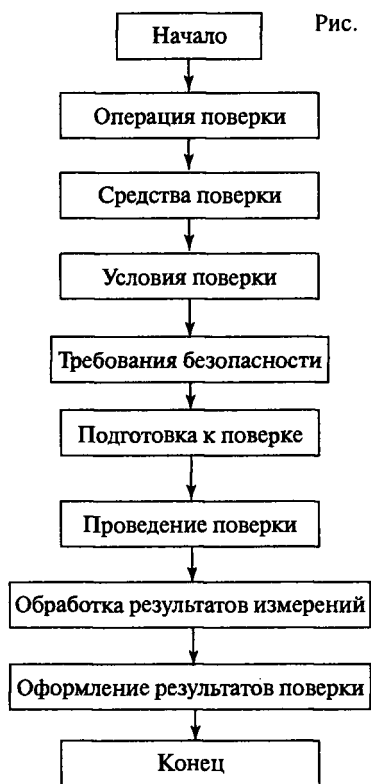 Рис.
Начало
Операция поверки
Средства поверки
Условия поверки
Требования безопасности
Подготовка к поверке
Проведение поверки
Обработка результатов измерений
Оформление результатов поверки
Конец